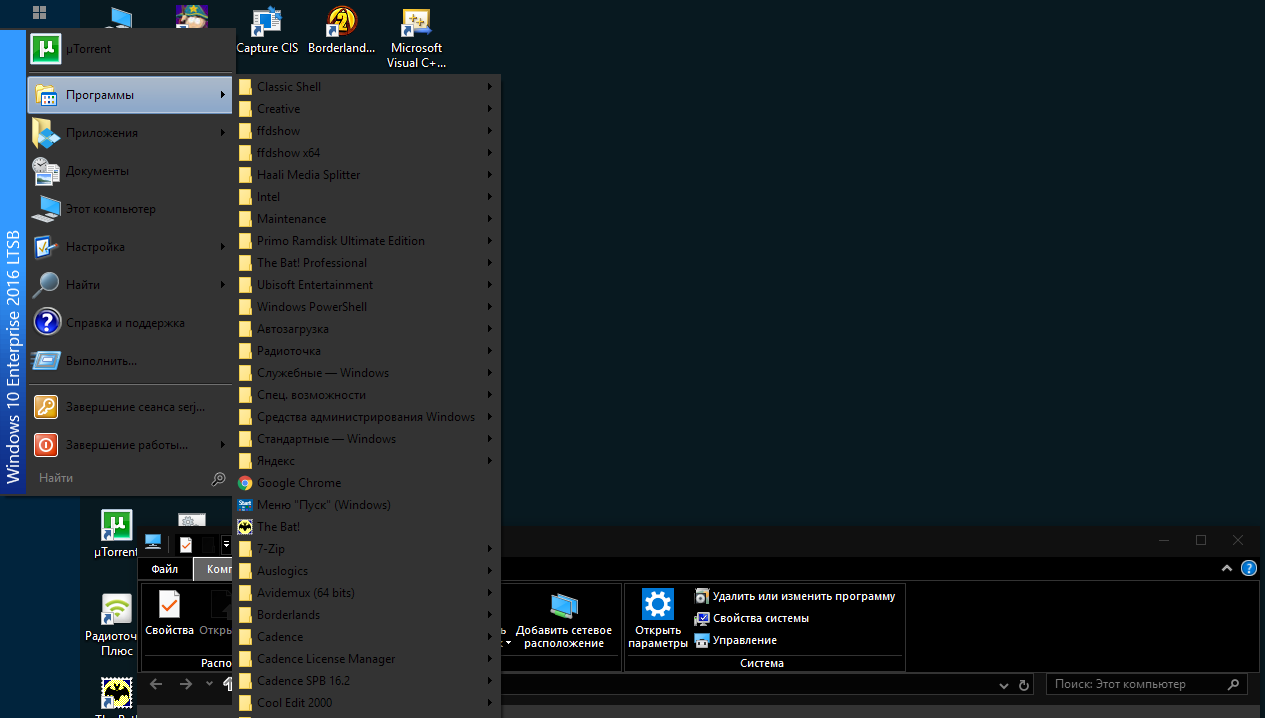 Capture CIS
Borderland...
Microsoft
Visual C+...
µTorrent
Программы
Приложения
Документы
Этот компьютер
Настройка
Найти
Справка и поддержка
Выполнить...
Завершение сеанса serj...
Завершение работы...
Найти
Windows 10 Enterprise 2016 LTSB
Classic Shell
Creative
ffdshow
ffdshow x64
Haali Media Splitter
Intel
Maintenance
Primo Ramdisk Ultimate Edition
The Bat! Professional
Ubisoft Entertainment
Windows PowerShell
Автозагрузка
Радиоточка
Служебные — Windows
Спец. возможности
Средства администрирования Windows
Стандартные — Windows
Яндекс
Google Chrome
Меню "Пуск" (Windows)
The Bat!
7-Zip
Auslogics
Avidemux (64 bits)
Borderlands
Cadence
Cadence License Manager
Cadence SPB 16.2
Cool Edit 2000
µTorrent
Радиоточ
Плюс
The Bat!
Файл
Комп
Свойства
Откры
Распо
Добавить сетевое
расположение
Открыть
параметры
Удалить или изменить программу
Свойства системы
Управление
Система
Поиск: Этот компьютер